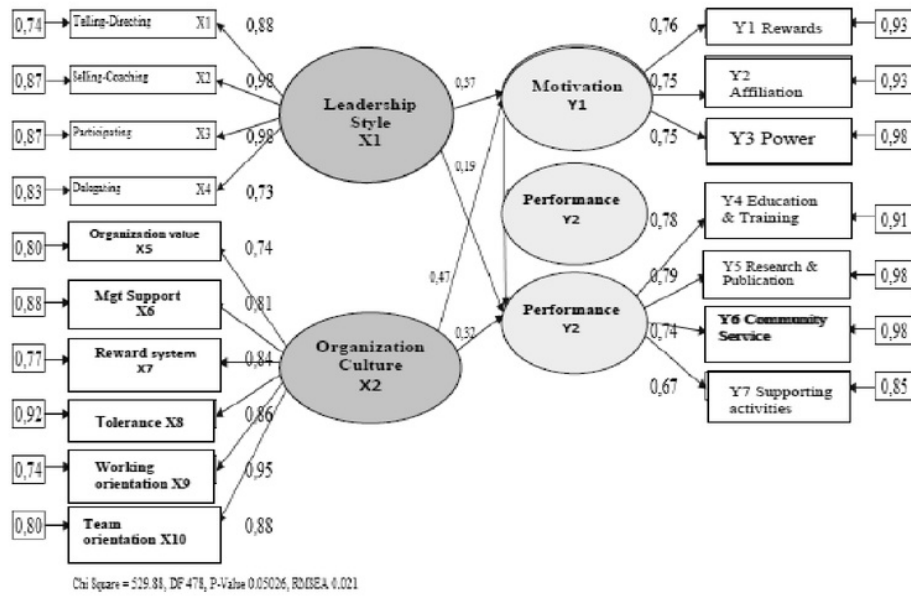 0,74
Telling-Directing X1
0,88
0,87
Selling-Coaching X2
0,98
0,87
Participating X3
0,98
0,83
Delegating X4
0,73
0,80
Organization value
X5
0,74
0,88
Mgt Support
X6
0,81
0,77
Reward system
X7
0,84
0,92
Tolerance X8
0,86
0,74
Working
orientation X9
0,95
0,80
Team
orientation X10
0,88
Leadership
Style
X1
Organization
Culture
X2
0,37
0,19
0,47
0,32
Motivation
Y1
Performance
Y2
Performance
Y2
0,76
Y1 Rewards
0,93
0,75
Y2
Affiliation
0,93
0,75
Y3 Power
0,98
0,78
Y4 Education
& Training
0,91
0,79
Y5 Research &
Publication
0,98
0,74
Y6 Community
Service
0,98
0,67
Y7 Supporting
activities
0,85
Chi Square = 529.88, DF 478, P-Value 0.05026, RMSEA 0.021